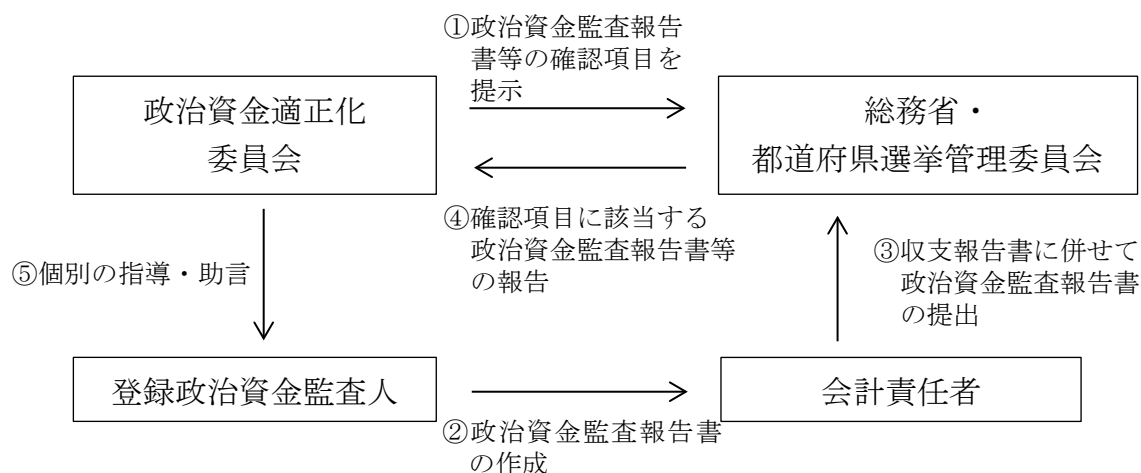 ①政治資金監査報告
書等の確認項目を
提示
政治資金適正化
委員会
総務省・
都道府県選挙管理委員会
④確認項目に該当する
政治資金監査報告書等
の報告
③収支報告書に併せて
政治資金監査報告書
の提出
⑤個別の指導・助言
登録政治資金監査人
会計責任者
②政治資金監査報告書
の作成